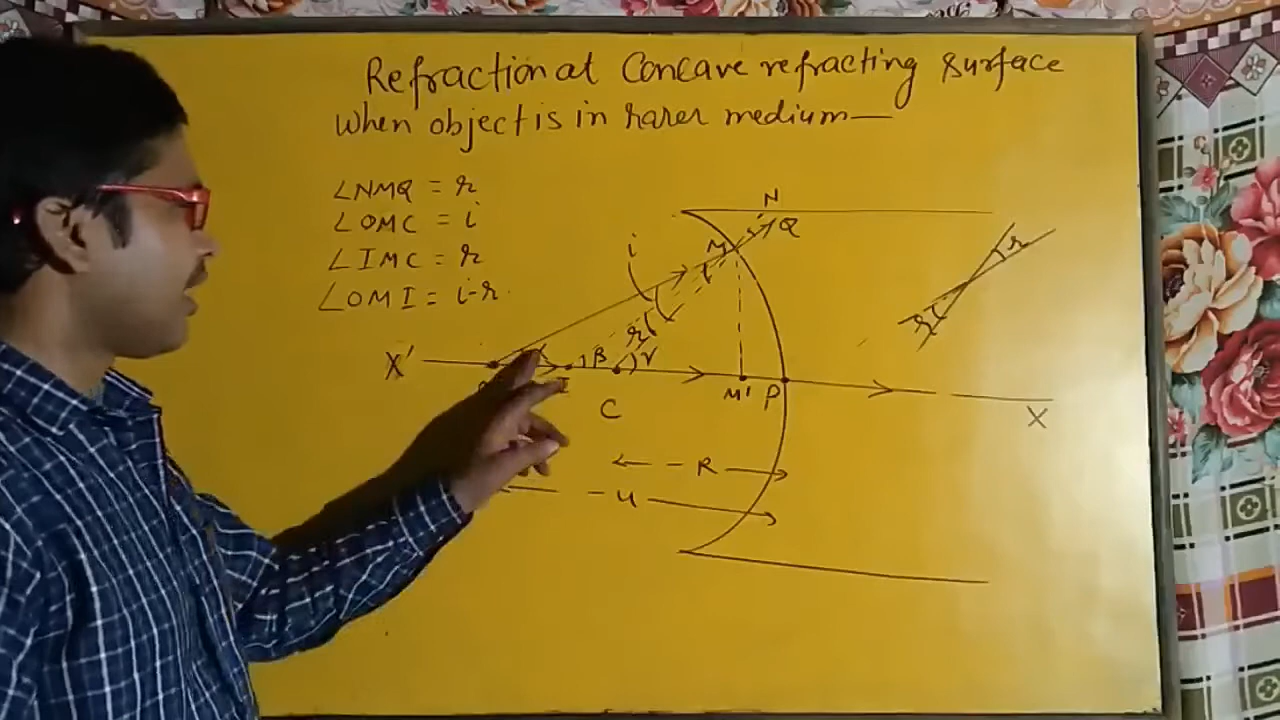 Refraction at Concave refracting surface
When object is in rarer medium—
∠NMQ = r
∠OMC = i
∠IMC = r
∠OMI = i-r
N
Q
M
i
r
r
r
X'
α
β
γ
I
C
M'
P
X
- R
- u